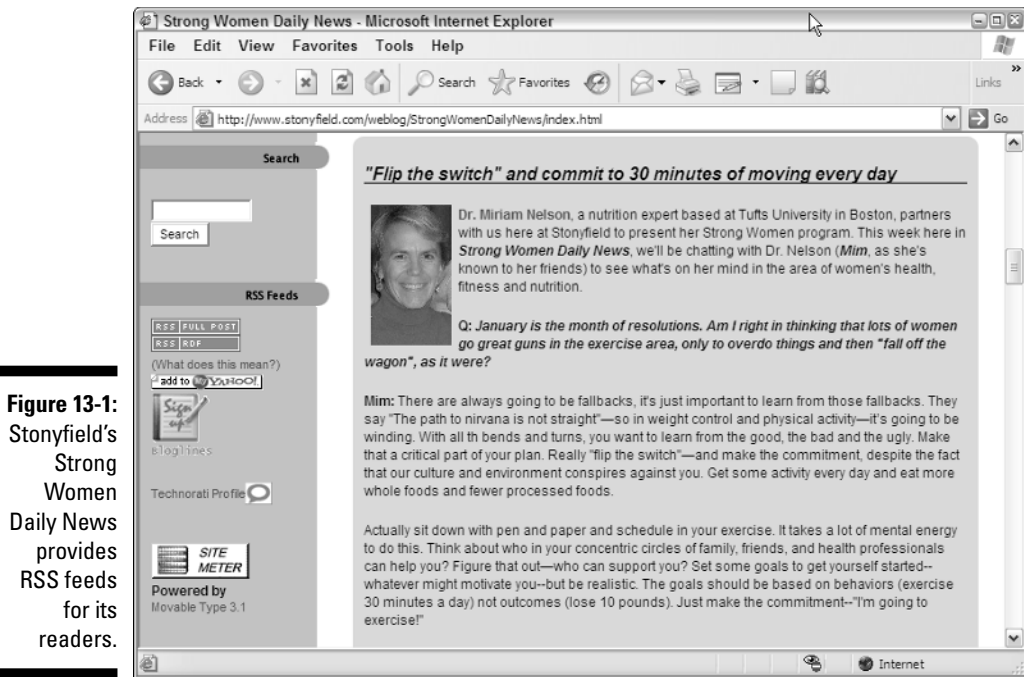 Strong Women Daily News - Microsoft Internet Explorer
File Edit View Favorites Tools Help
Back Search Favorites Links
Address http://www.stonyfield.com/weblog/StrongWomenDailyNews/index.html Go
Search
Search
RSS Feeds
RSS FULL POST
RSS RDF
(What does this mean?)
add to YAHOO!
Sign up
Bloglines
Technorati Profile
SITE
METER
Powered by
Movable Type 3.1
"Flip the switch" and commit to 30 minutes of moving every day
Dr. Miriam Nelson, a nutrition expert based at Tufts University in Boston, partners
with us here at Stonyfield to present her Strong Women program. This week here in
Strong Women Daily News, we'll be chatting with Dr. Nelson (Mim, as she's
known to her friends) to see what's on her mind in the area of women's health,
fitness and nutrition.
Q: January is the month of resolutions. Am I right in thinking that lots of women
go great guns in the exercise area, only to overdo things and then "fall off the
wagon", as it were?
Mim: There are always going to be fallbacks, it's just important to learn from those fallbacks. They
say "The path to nirvana is not straight"—so in weight control and physical activity—it's going to be
winding. With all th bends and turns, you want to learn from the good, the bad and the ugly. Make
that a critical part of your plan. Really "flip the switch"—and make the commitment, despite the fact
that our culture and environment conspires against you. Get some activity every day and eat more
whole foods and fewer processed foods.
Actually sit down with pen and paper and schedule in your exercise. It takes a lot of mental energy
to do this. Think about who in your concentric circles of family, friends, and health professionals
can help you? Figure that out—who can support you? Set some goals to get yourself started--
whatever might motivate you--but be realistic. The goals should be based on behaviors (exercise
30 minutes a day) not outcomes (lose 10 pounds). Just make the commitment--"I'm going to
exercise!"
Internet
Figure 13-1:
Stonyfield's
Strong
Women
Daily News
provides
RSS feeds
for its
readers.